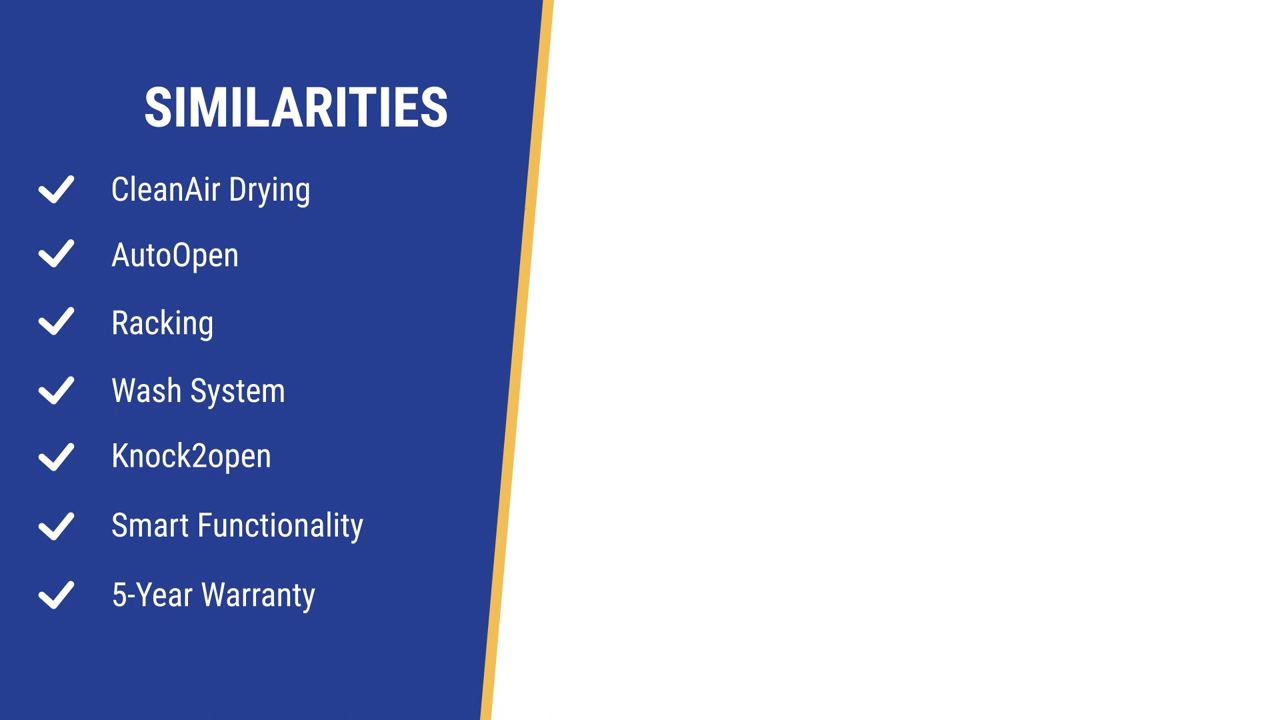 SIMILARITIES
CleanAir Drying
AutoOpen
Racking
Wash System
Knock2open
Smart Functionality
5-Year Warranty